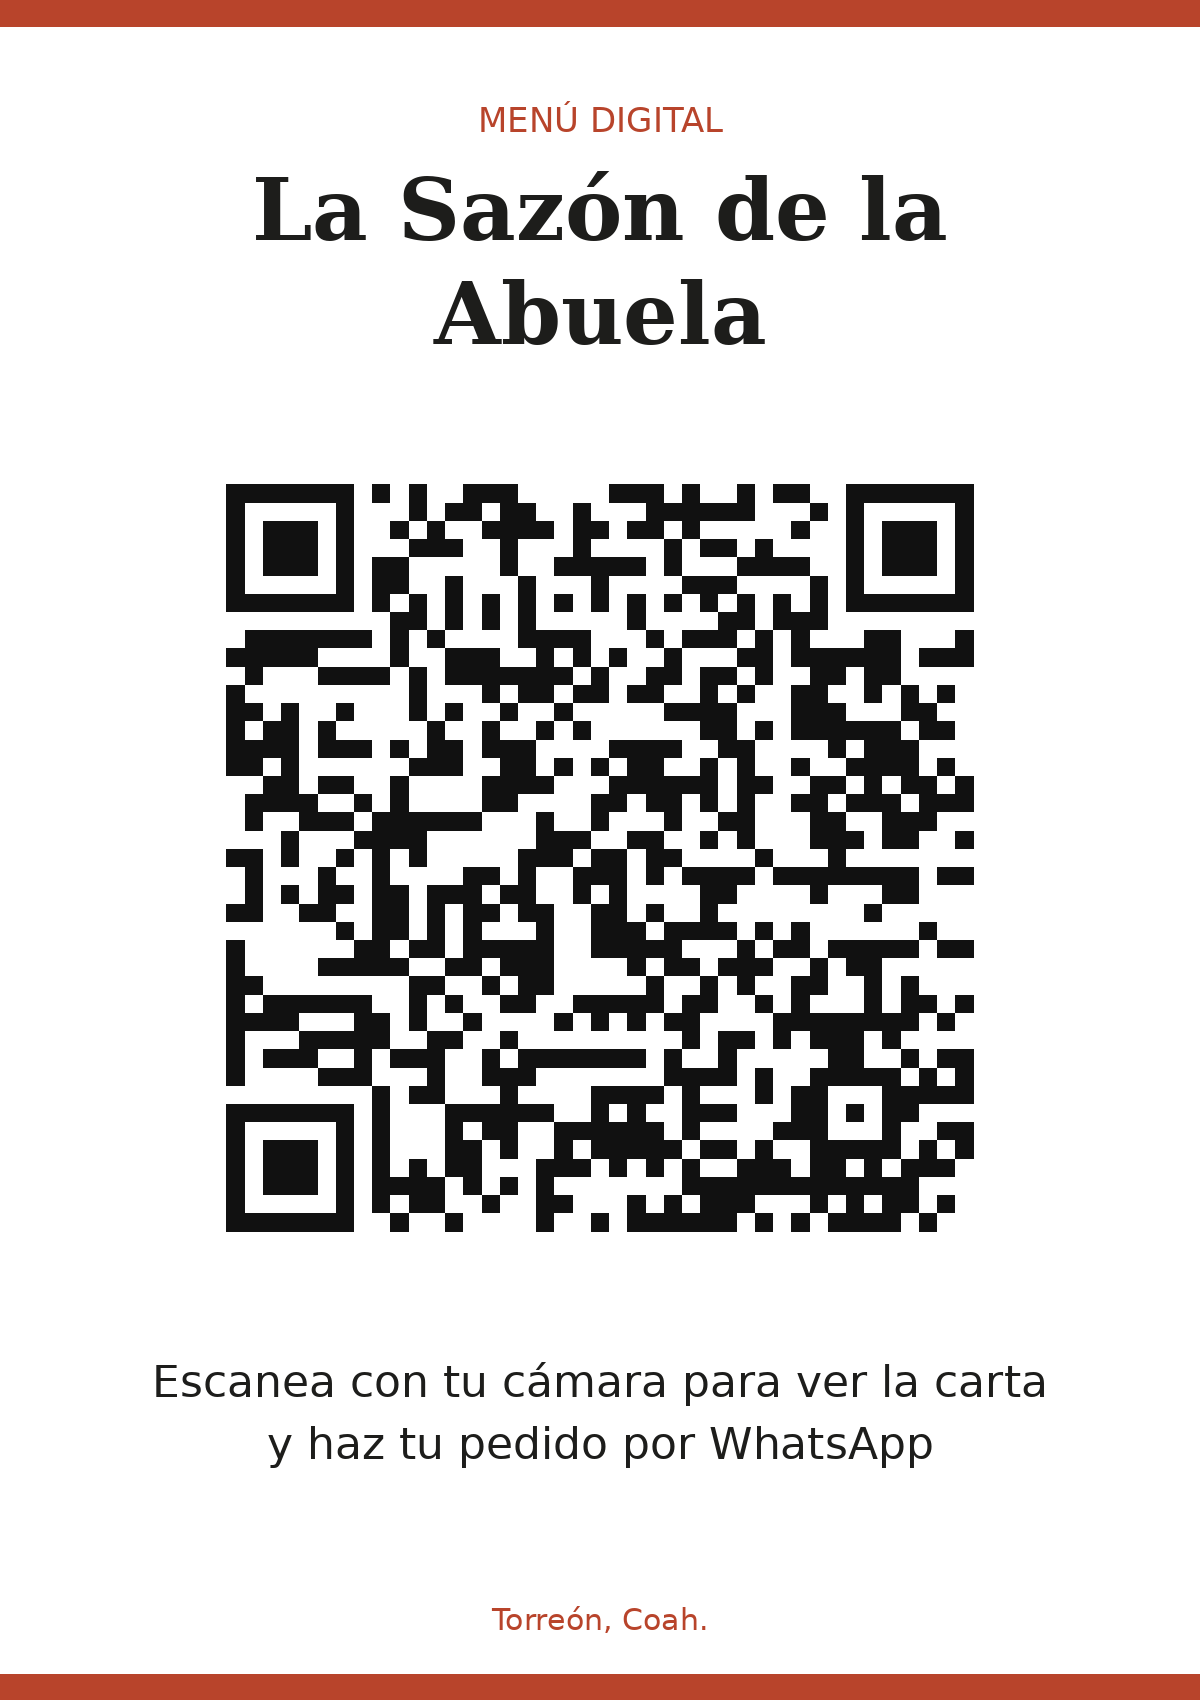 MENÚ DIGITAL
La Sazón de la
Abuela
Escanea con tu cámara para ver la carta
y haz tu pedido por WhatsApp
Torreón, Coah.